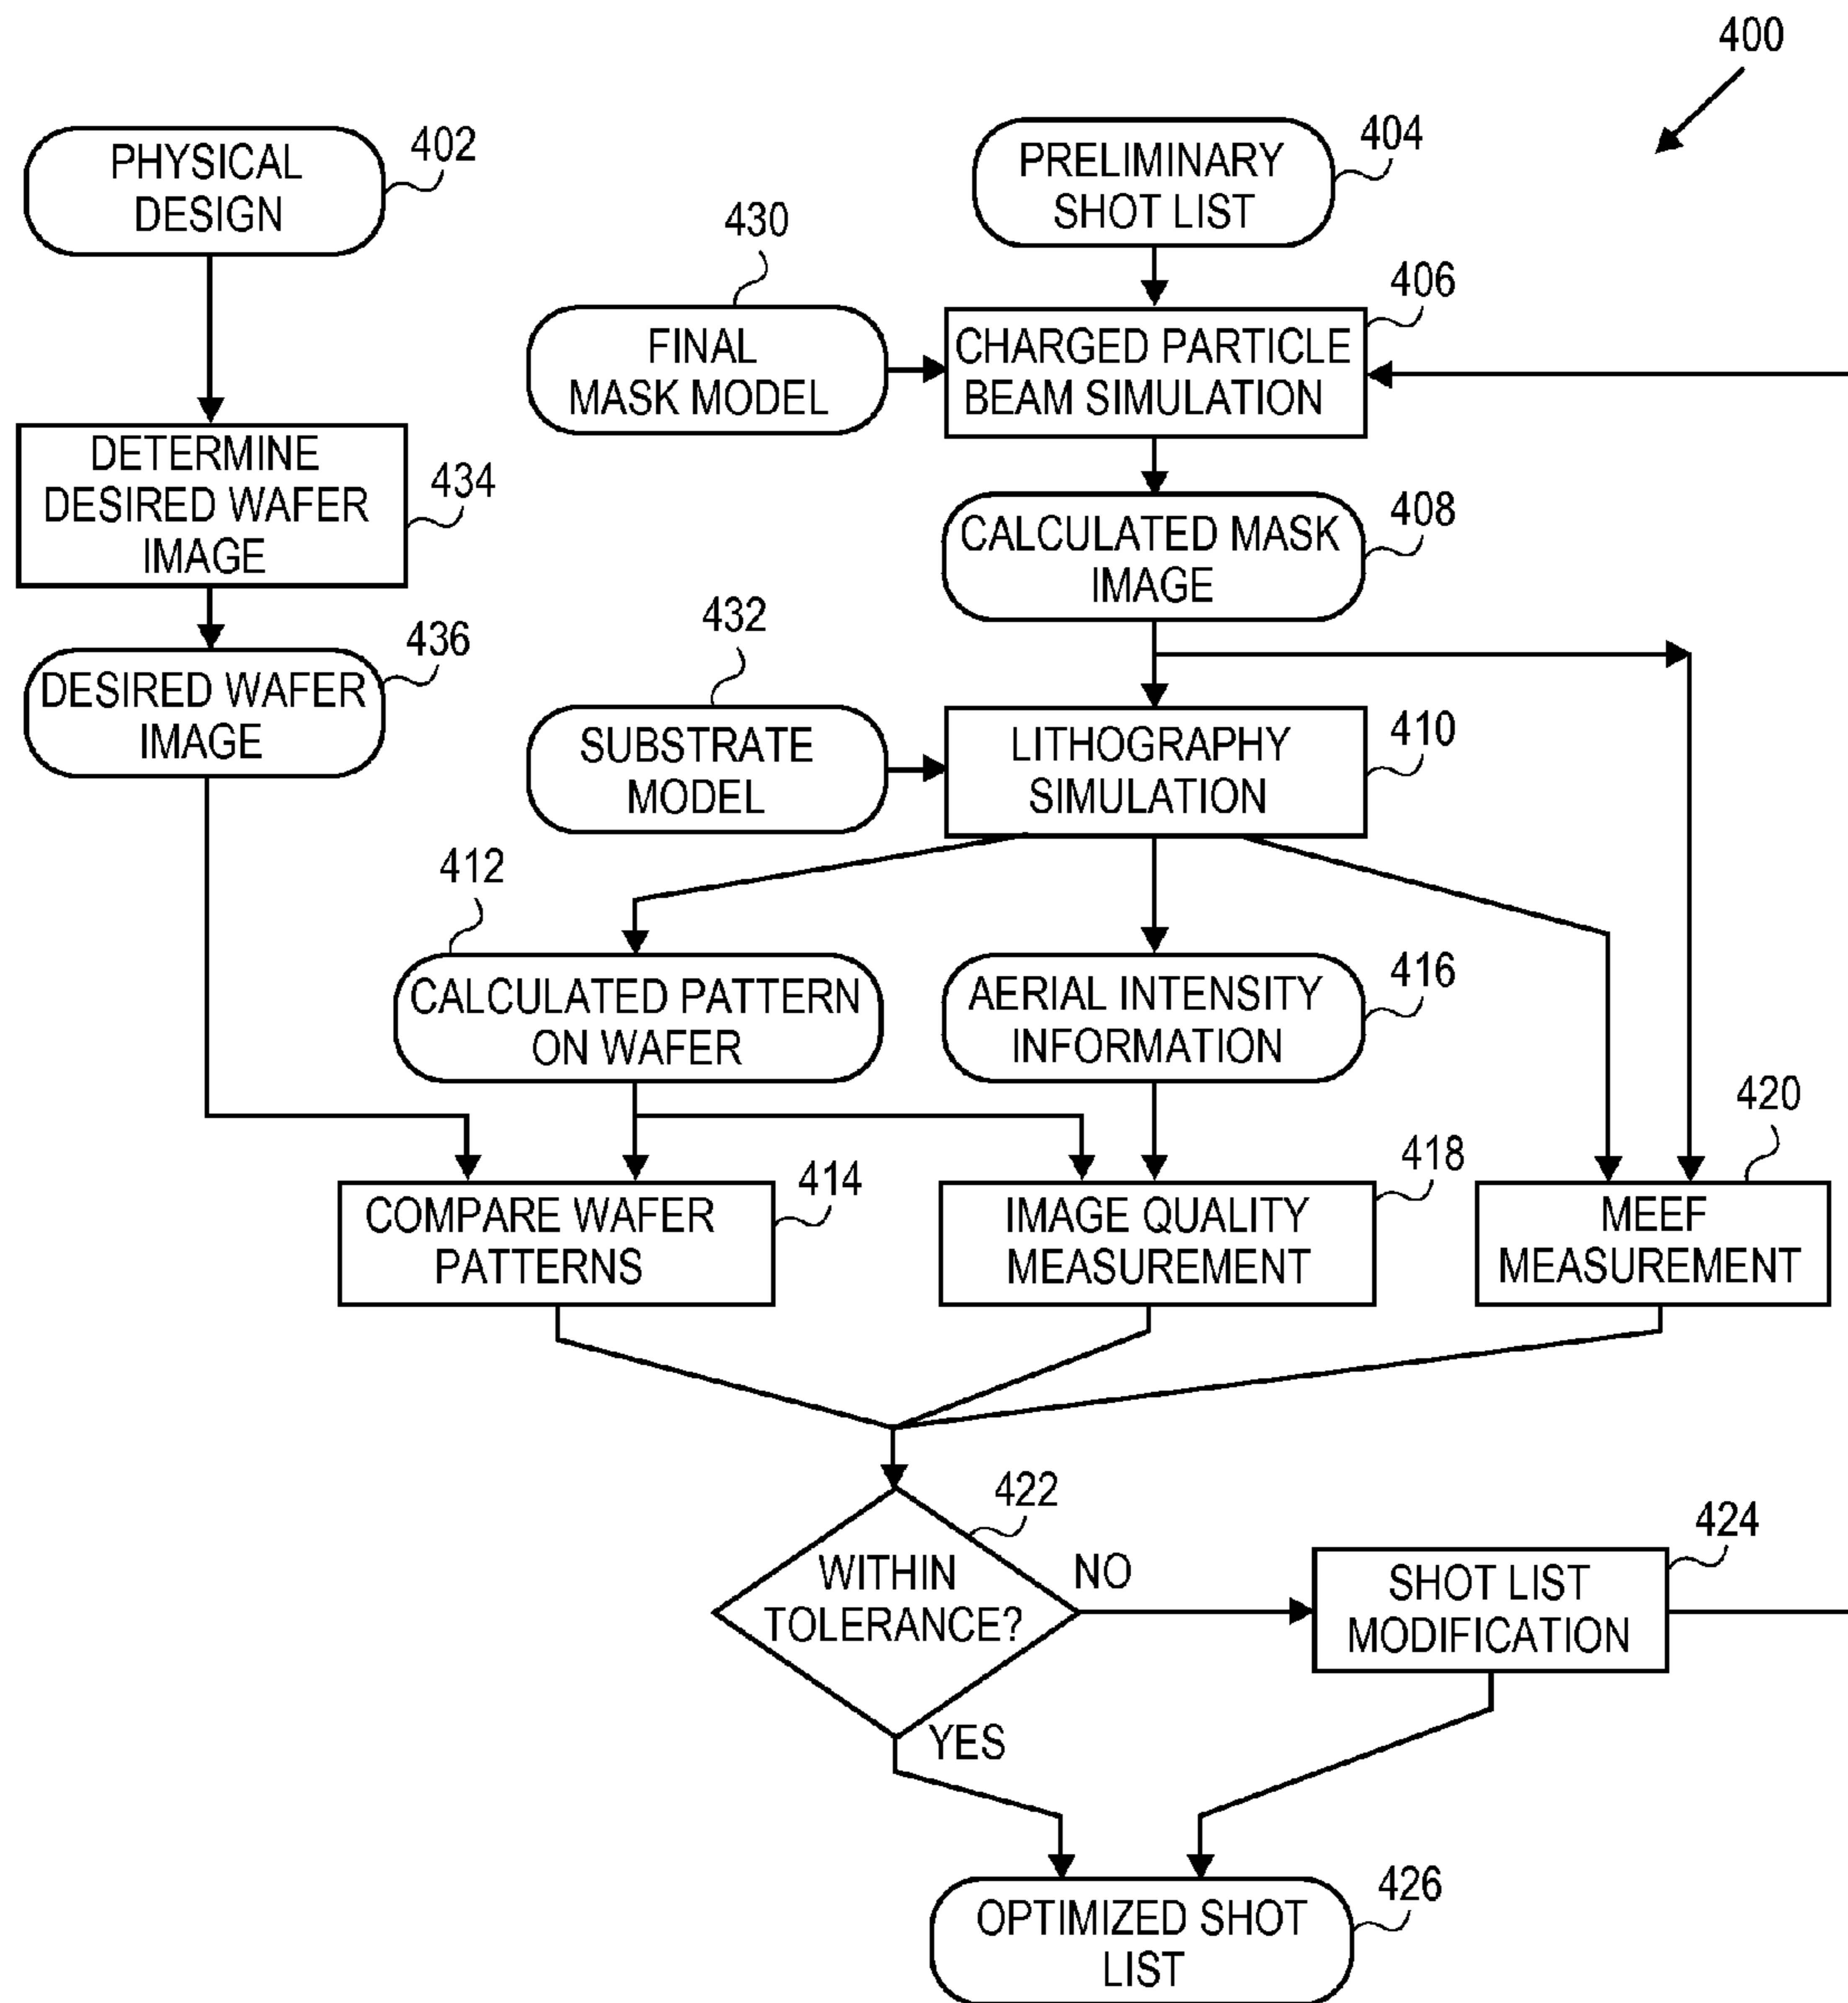 400
PHYSICAL
DESIGN
402
PRELIMINARY
SHOT LIST
404
430
FINAL
MASK MODEL
CHARGED PARTICLE
BEAM SIMULATION
406
DETERMINE
DESIRED WAFER
IMAGE
434
CALCULATED MASK
IMAGE
408
DESIRED WAFER
IMAGE
436
432
SUBSTRATE
MODEL
LITHOGRAPHY
SIMULATION
410
412
CALCULATED PATTERN
ON WAFER
AERIAL INTENSITY
INFORMATION
416
COMPARE WAFER
PATTERNS
414
IMAGE QUALITY
MEASUREMENT
418
MEEF
MEASUREMENT
420
WITHIN
TOLERANCE?
422
NO
SHOT LIST
MODIFICATION
424
YES
OPTIMIZED SHOT
LIST
426